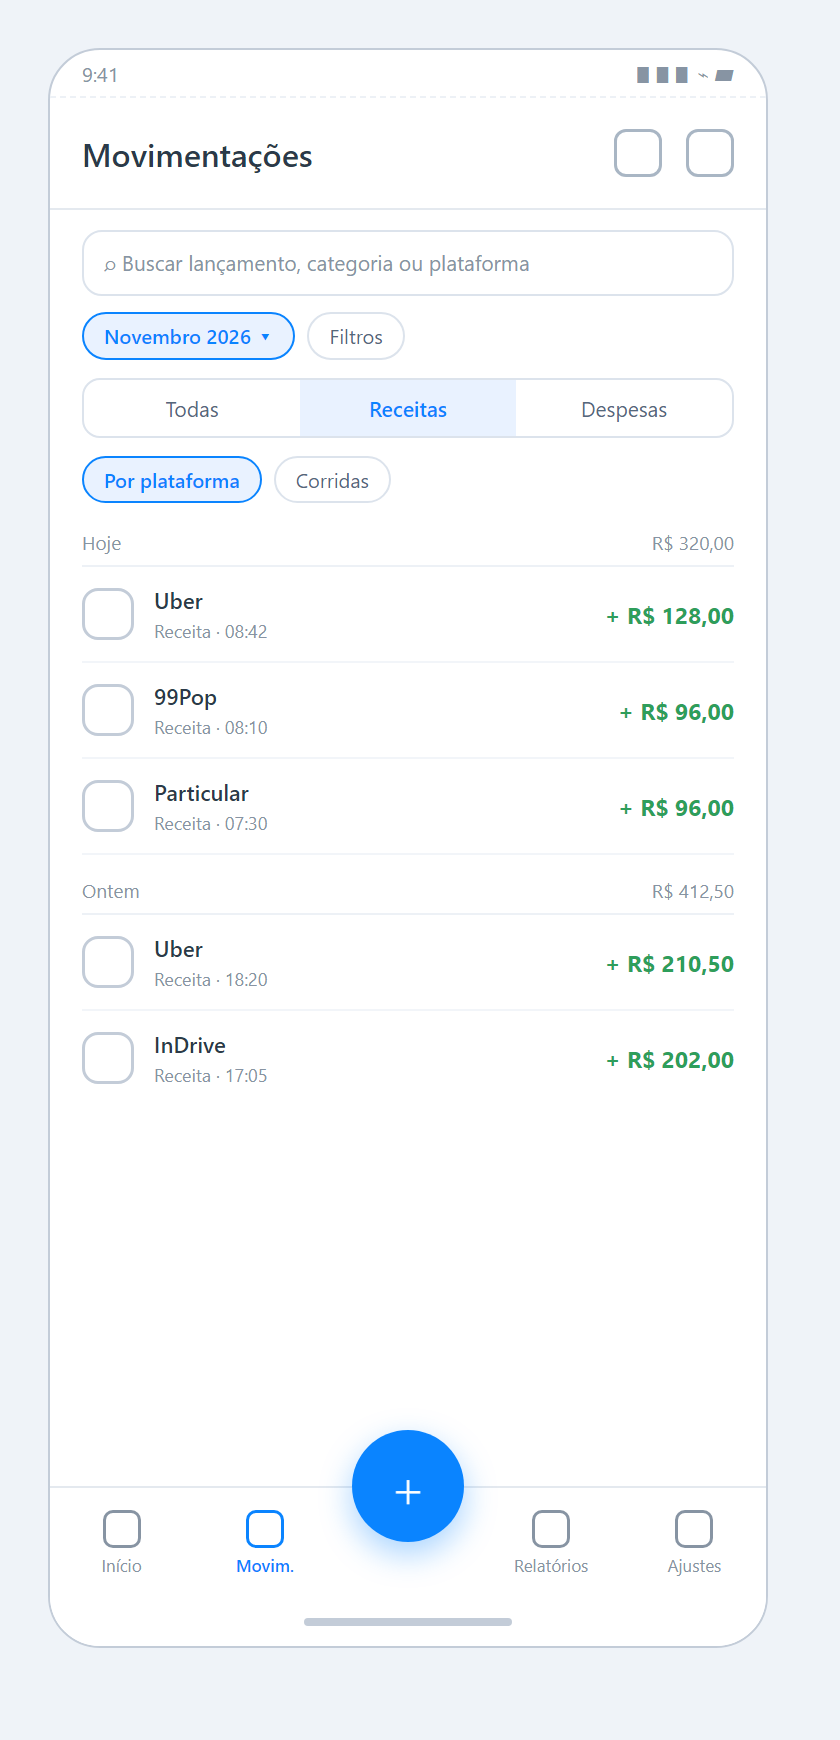 9:41
Movimentações
⌕ Buscar lançamento, categoria ou plataforma
Novembro 2026 ▾
Filtros
Todas
Receitas
Despesas
Por plataforma
Corridas
Hoje
R$ 320,00
Uber
+ R$ 128,00
Receita · 08:42
99Pop
+ R$ 96,00
Receita · 08:10
Particular
+ R$ 96,00
Receita · 07:30
Ontem
R$ 412,50
Uber
+ R$ 210,50
Receita · 18:20
InDrive
+ R$ 202,00
Receita · 17:05
+
Início
Movim.
Relatórios
Ajustes